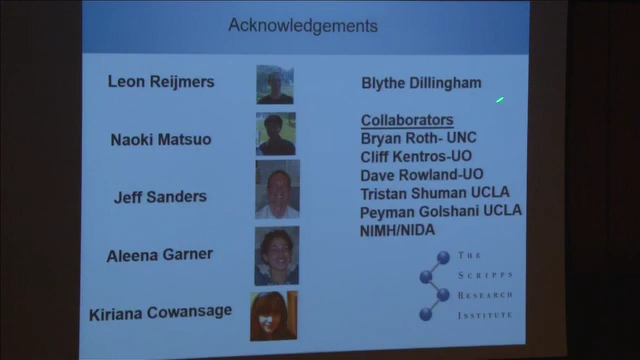 Acknowledgements
Leon Reijmers
Naoki Matsuo
Jeff Sanders
Aleena Garner
Kiriana Cowansage
Blythe Dillingham
Collaborators
Bryan Roth- UNC
Cliff Kentros-UO
Dave Rowland-UO
Tristan Shuman UCLA
Peyman Golshani UCLA
NIMH/NIDA
THE
SCRIPPS
RESEARCH
INSTITUTE